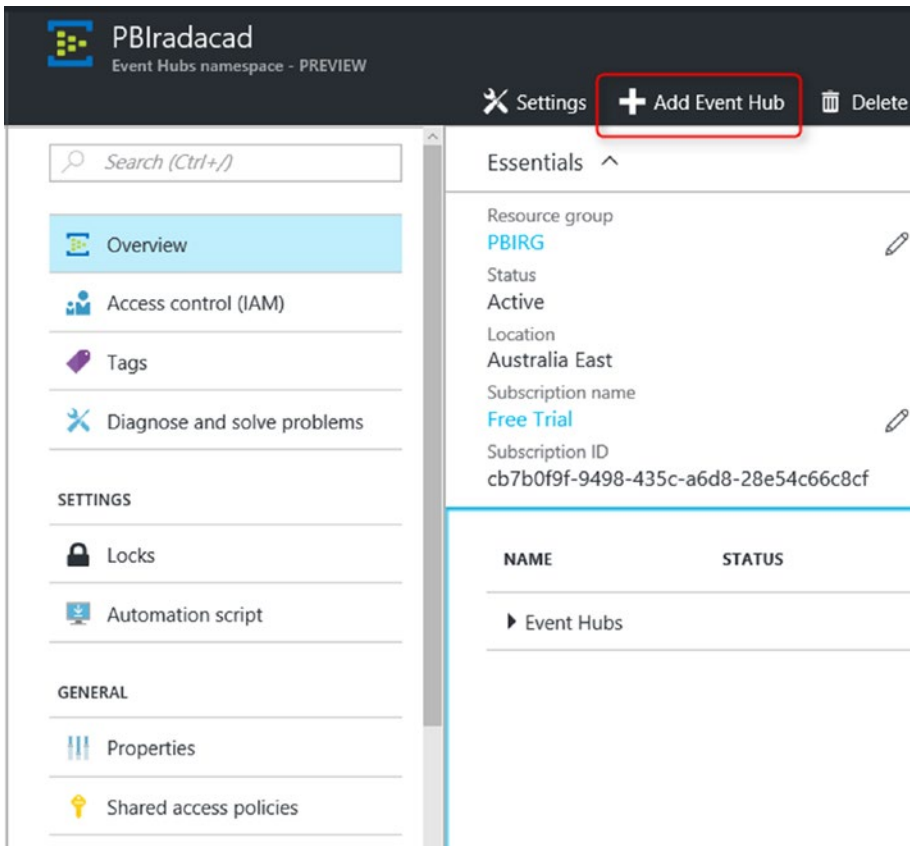 PBIradacad
Event Hubs namespace - PREVIEW
Settings
Add Event Hub
Delete
Search (Ctrl+/)
Overview
Access control (IAM)
Tags
Diagnose and solve problems
SETTINGS
Locks
Automation script
GENERAL
Properties
Shared access policies
Essentials
Resource group
PBIRG
Status
Active
Location
Australia East
Subscription name
Free Trial
Subscription ID
cb7b0f9f-9498-435c-a6d8-28e54c66c8cf
NAME STATUS
Event Hubs